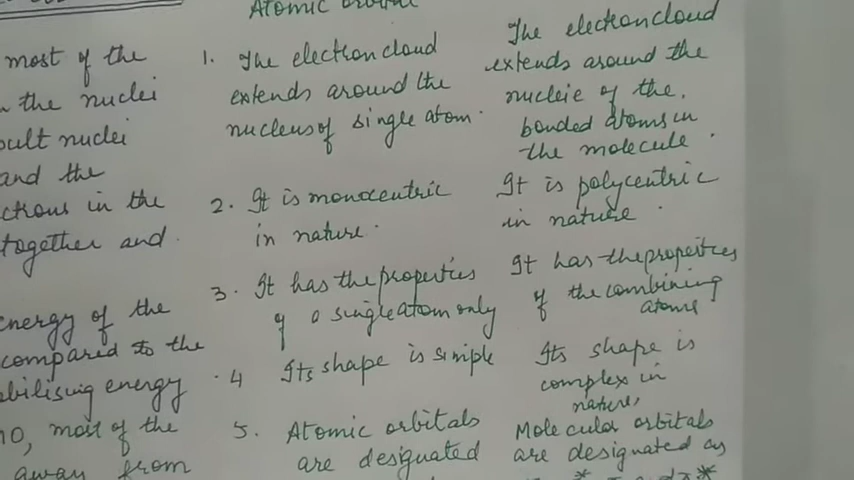 Atomic orbital
most of the
the nuclei
nuclei
and the
in the
together and
energy of the
compared to the
energy
most of the
away from
1. The electron cloud
extends around the
nucleus of single atom.
2. It is monocentric
in nature.
3. It has the properties
of a single atom only
4 Its shape is simple
5. Atomic orbitals
are designated
The electron cloud
extends around the
nucleie of the.
bonded atoms in
the molecule.
It is polycentric
in nature.
It has the properties
of the combining
atoms
Its shape is
complex in
nature,
Molecular orbitals
are designated as